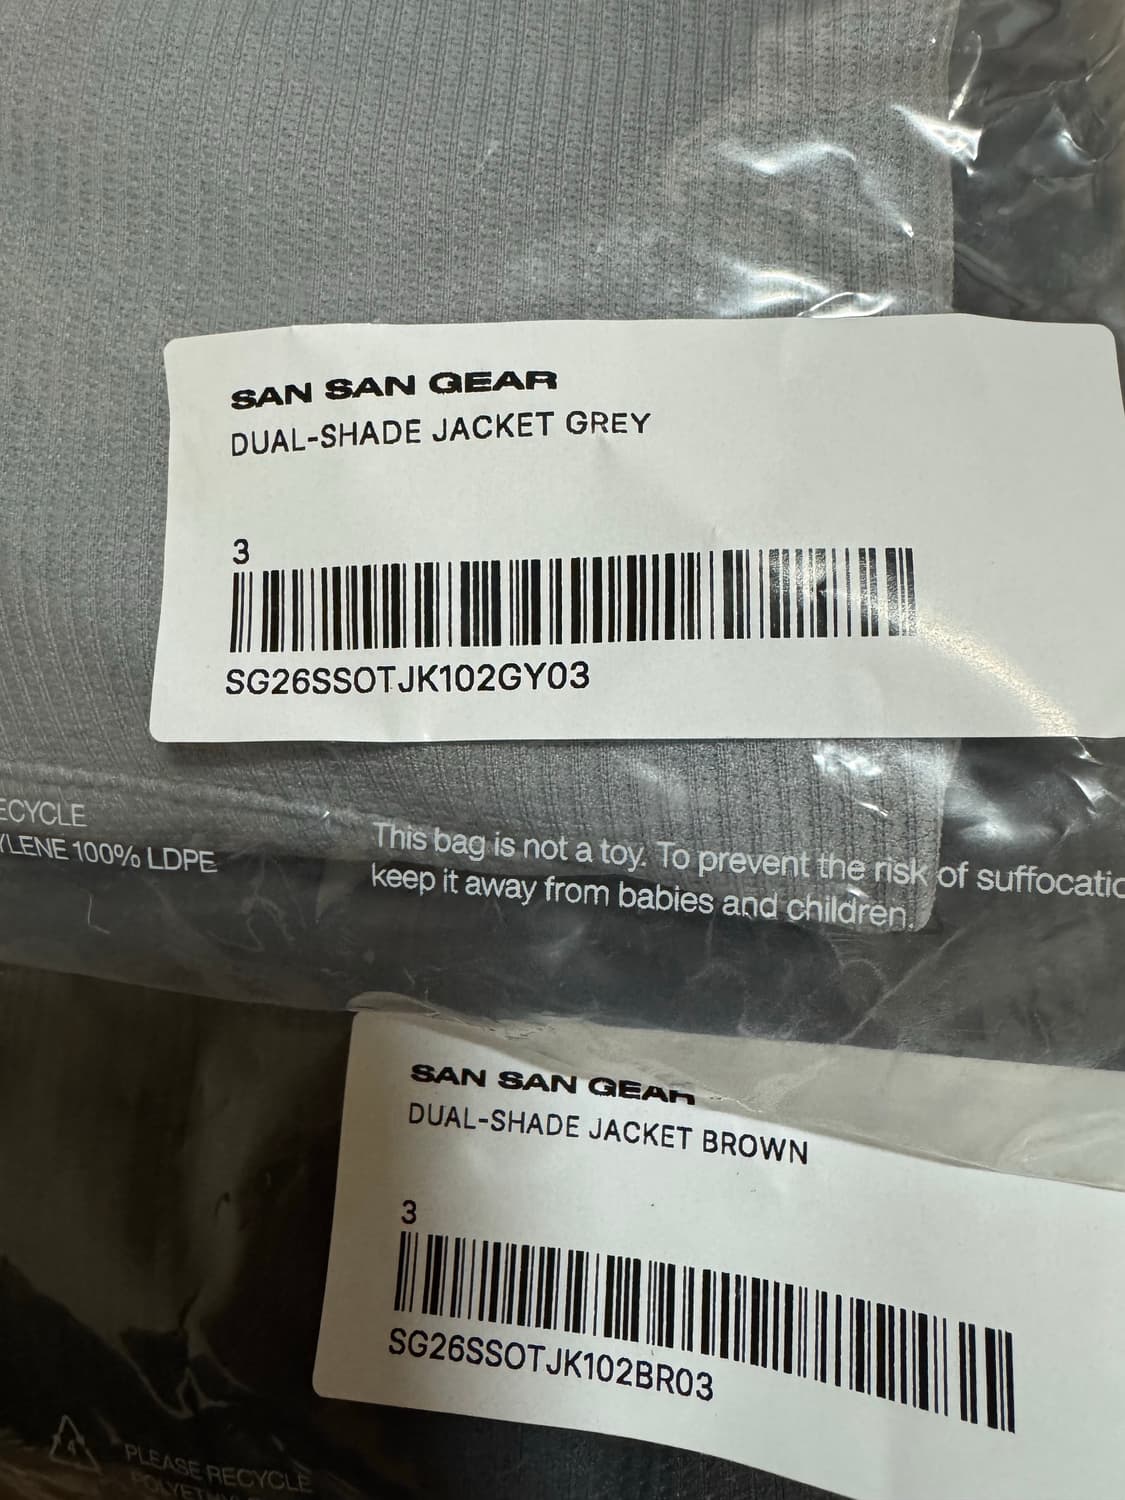 SAN SAN GEAR
DUAL-SHADE JACKET GREY
3
SG26SSOTJK102GY03
ECYCLE
YLENE 100% LDPE
This bag is not a toy. To prevent the risk of suffocatio
keep it away from babies and children.
SAN SAN GEAR
DUAL-SHADE JACKET BROWN
3
SG26SSOTJK102BR03
4
PLEASE RECYCLE